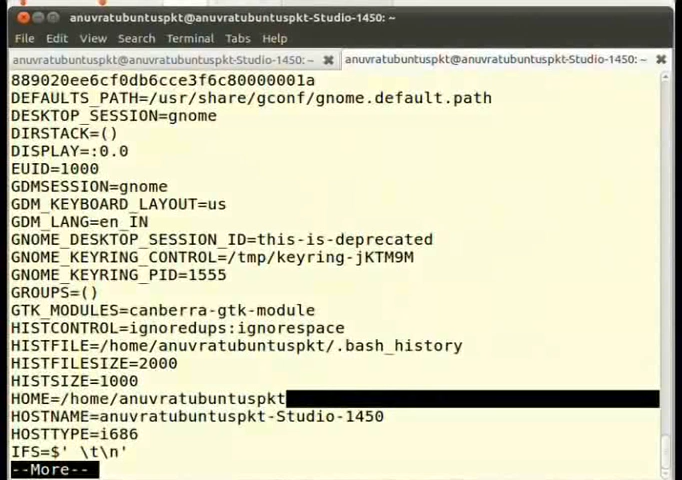 anuvratubuntuspkt@anuvratubuntuspkt-Studio-1450: ~
File Edit Search Terminal Tabs Help
anuvratubuntuspkt@anuvratubuntuspkt-Studio-1450: ~ anuvratubuntuspkt@anuvratubuntuspkt-Studio-1450: ~
889020ee6cf0db6cce3f6c80000001a
DEFAULTS_PATH=/usr/share/gconf/gnome.default.path
DESKTOP_SESSION=gnome
DIRSTACK=()
DISPLAY=:0.0
EUID=1000
GDMSESSION=gnome
GDM_KEYBOARD_LAYOUT=us
GDM_LANG=en_IN
GNOME_DESKTOP_SESSION_ID=this-is-deprecated
GNOME_KEYRING_CONTROL=/tmp/keyring-jKTM9M
GNOME_KEYRING_PID=1555
GROUPS=()
GTK_MODULES=canberra-gtk-module
HISTCONTROL=ignoredups:ignorespace
HISTFILE=/home/anuvratubuntuspkt/.bash_history
HISTFILESIZE=2000
HISTSIZE=1000
HOME=/home/anuvratubuntuspkt
HOSTNAME=anuvratubuntuspkt-Studio-1450
HOSTTYPE=i686
IFS=$' \t\n'
--More--